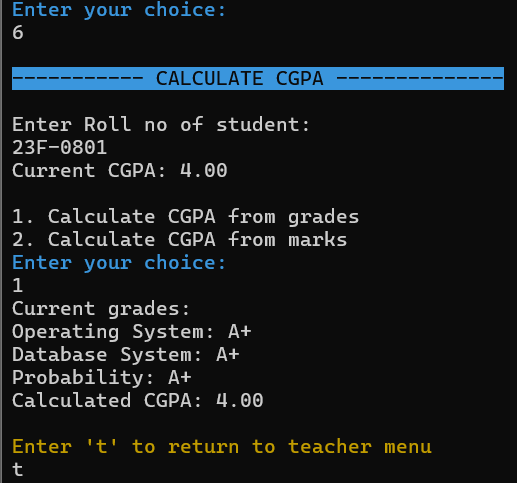 Enter your choice:
6
----------- CALCULATE CGPA --------------
Enter Roll no of student:
23F-0801
Current CGPA: 4.00
1. Calculate CGPA from grades
2. Calculate CGPA from marks
Enter your choice:
1
Current grades:
Operating System: A+
Database System: A+
Probability: A+
Calculated CGPA: 4.00
Enter 't' to return to teacher menu
t